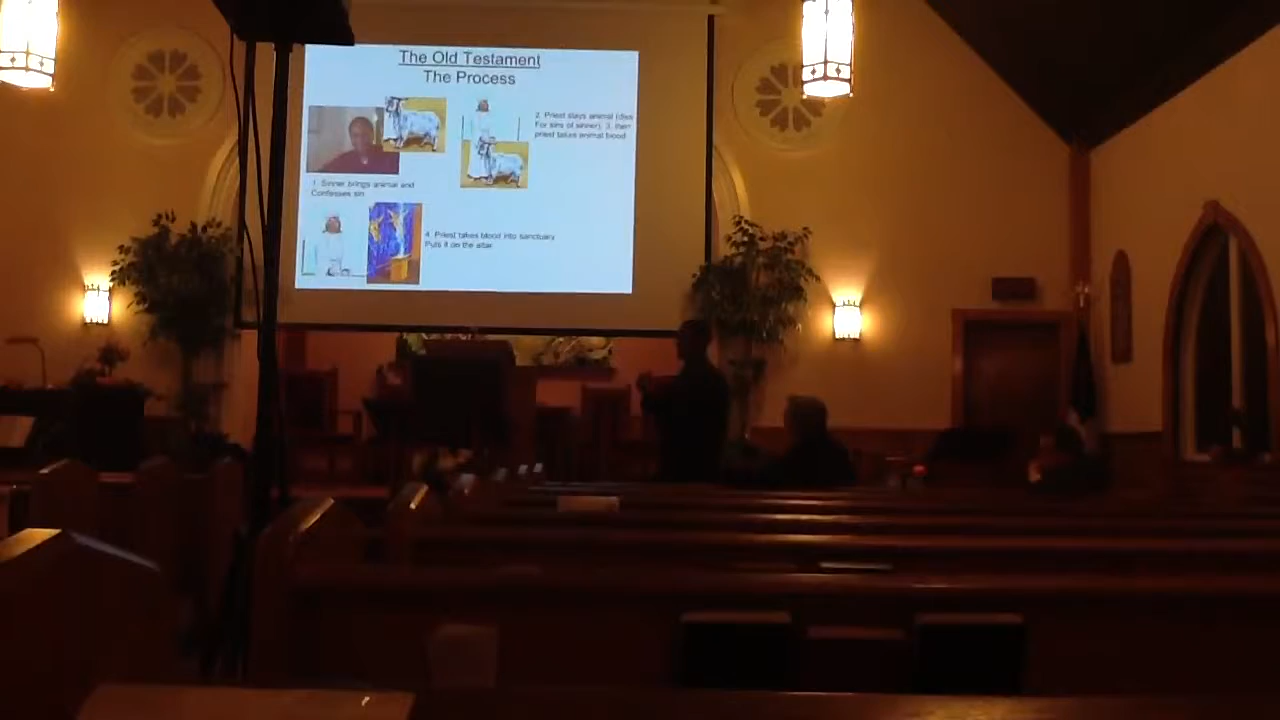 The Old Testament
The Process
2. Priest slays animal (dies
For sins of sinner), 3. then
priest takes animal blood
1. Sinner brings animal and
Confesses sin
4. Priest takes blood into sanctuary
Puts it on the altar